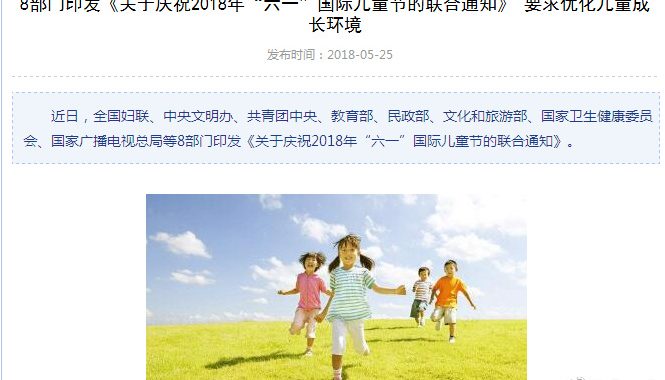 8部门印发《关于庆祝2018年“六一”国际儿童节的联合通知》 要求优化儿童成
长环境
发布时间：2018-05-25
近日，全国妇联、中央文明办、共青团中央、教育部、民政部、文化和旅游部、国家卫生健康委员
会、国家广播电视总局等8部门印发《关于庆祝2018年“六一”国际儿童节的联合通知》。